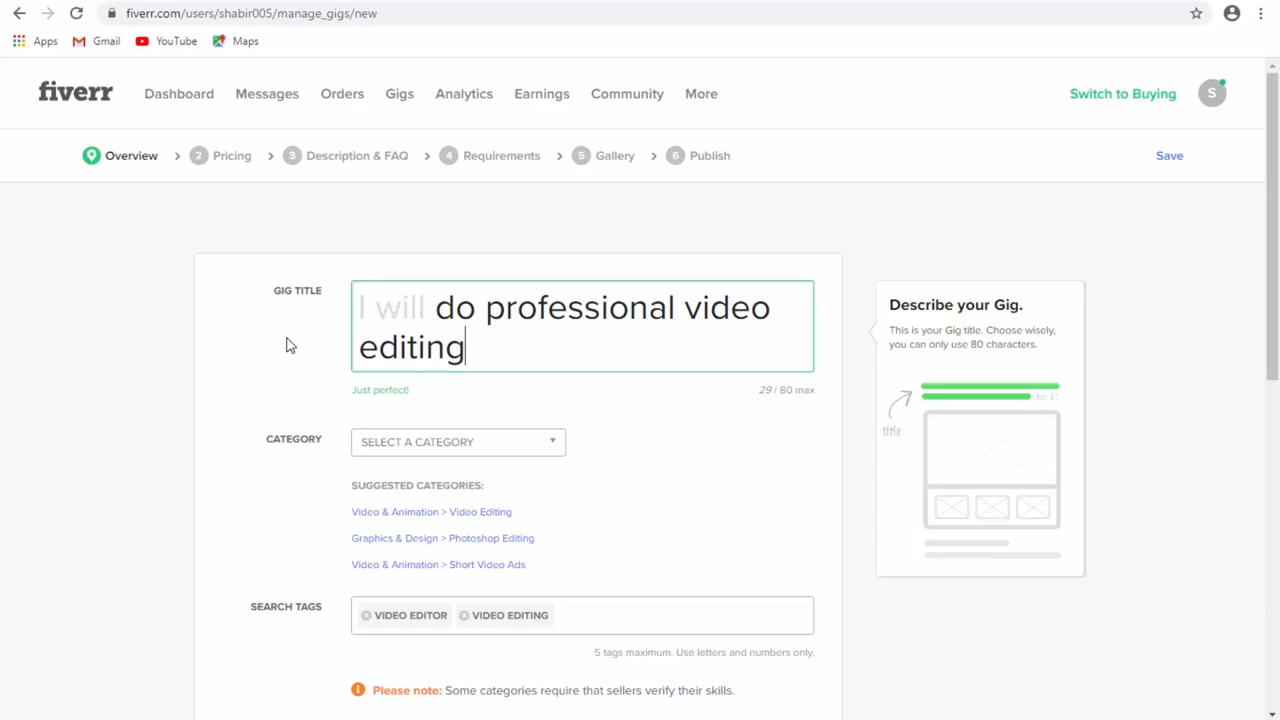 fiverr.com/users/shabir005/manage_gigs/new
Apps Gmail YouTube Maps
fiverr Dashboard Messages Orders Gigs Analytics Earnings Community More Switch to Buying S
Overview > 2 Pricing > 3 Description & FAQ > 4 Requirements > 5 Gallery > 6 Publish Save
GIG TITLE
I will do professional video
editing
Just perfect! 29 / 80 max
CATEGORY
SELECT A CATEGORY
SUGGESTED CATEGORIES:
Video & Animation > Video Editing
Graphics & Design > Photoshop Editing
Video & Animation > Short Video Ads
SEARCH TAGS
VIDEO EDITOR VIDEO EDITING
5 tags maximum. Use letters and numbers only.
Please note: Some categories require that sellers verify their skills.
Describe your Gig.
This is your Gig title. Choose wisely,
you can only use 80 characters.
for $5
title